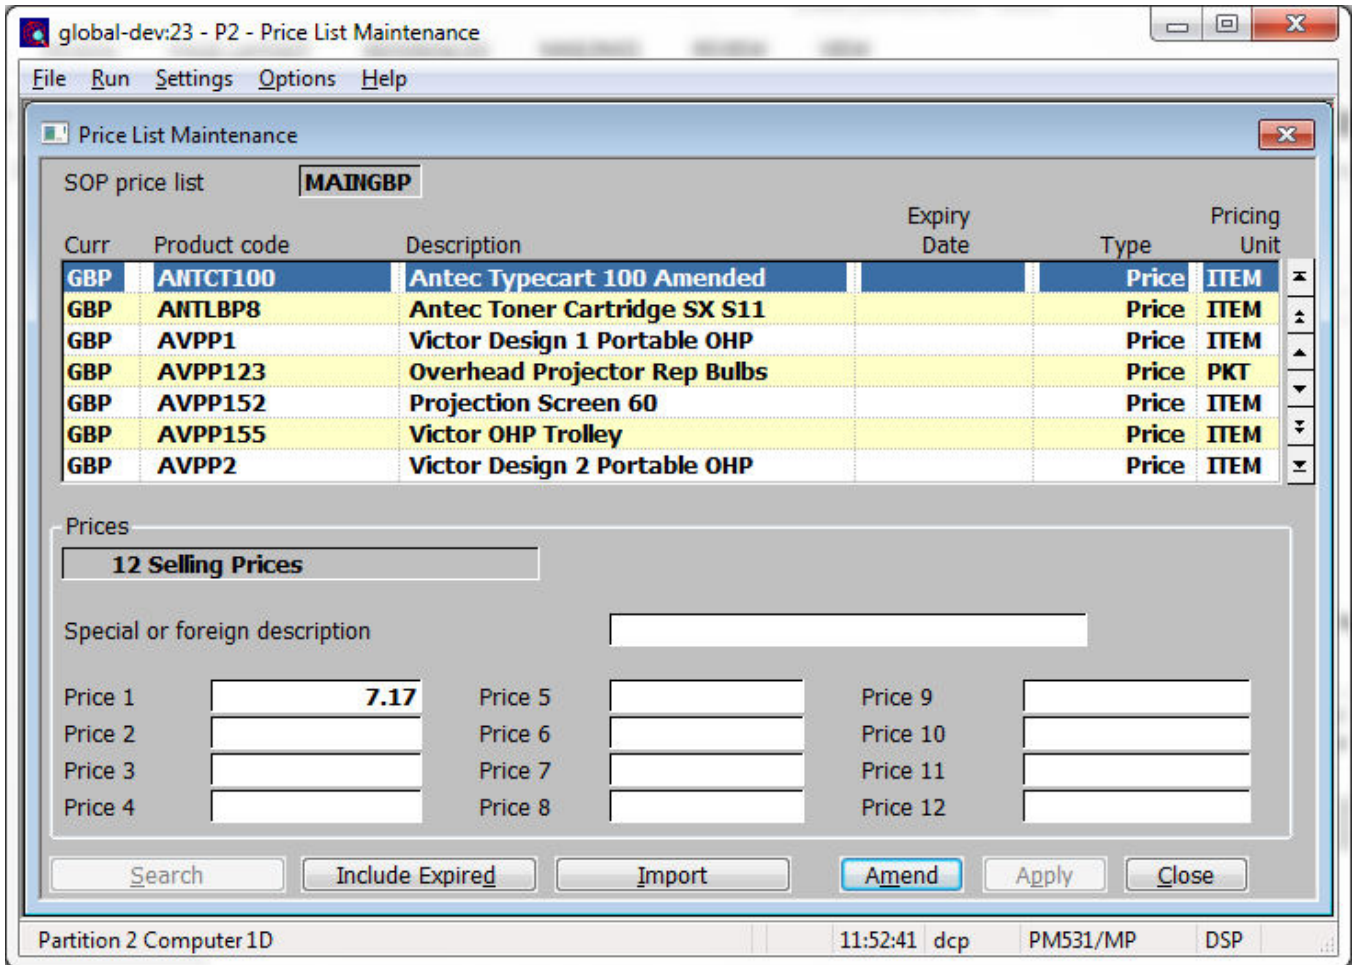 global-dev:23 - P2 - Price List Maintenance
File Run Settings Options Help
Price List Maintenance
SOP price list MAINGBP
Expiry Pricing
Curr Product code Description Date Type Unit
GBP ANTCT100 Antec Typecart 100 Amended Price ITEM
GBP ANTLBP8 Antec Toner Cartridge SX S11 Price ITEM
GBP AVPP1 Victor Design 1 Portable OHP Price ITEM
GBP AVPP123 Overhead Projector Rep Bulbs Price PKT
GBP AVPP152 Projection Screen 60 Price ITEM
GBP AVPP155 Victor OHP Trolley Price ITEM
GBP AVPP2 Victor Design 2 Portable OHP Price ITEM
Prices
12 Selling Prices
Special or foreign description
Price 1 7.17 Price 5 Price 9
Price 2 Price 6 Price 10
Price 3 Price 7 Price 11
Price 4 Price 8 Price 12
Search Include Expired Import Amend Apply Close
Partition 2 Computer 1D 11:52:41 dcp PM531/MP DSP